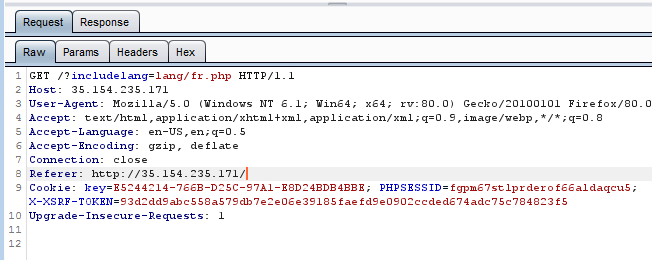 Request Response
Raw Params Headers Hex
1 GET /?includelang=lang/fr.php HTTP/1.1
2 Host: 35.154.235.171
3 User-Agent: Mozilla/5.0 (Windows NT 6.1; Win64; x64; rv:80.0) Gecko/20100101 Firefox/80.0
4 Accept: text/html,application/xhtml+xml,application/xml;q=0.9,image/webp,*/*;q=0.8
5 Accept-Language: en-US,en;q=0.5
6 Accept-Encoding: gzip, deflate
7 Connection: close
8 Referer: http://35.154.235.171/
9 Cookie: key=E5244214-766B-D25C-97A1-E8D24BDB4BBE; PHPSESSID=fgpm67stlprderof66aldaqcu5;
X-XSRF-TOKEN=93d2dd9abc558a579db7e2e06e39185faefd9e0902ccded674adc75c784823f5
10 Upgrade-Insecure-Requests: 1
11
12